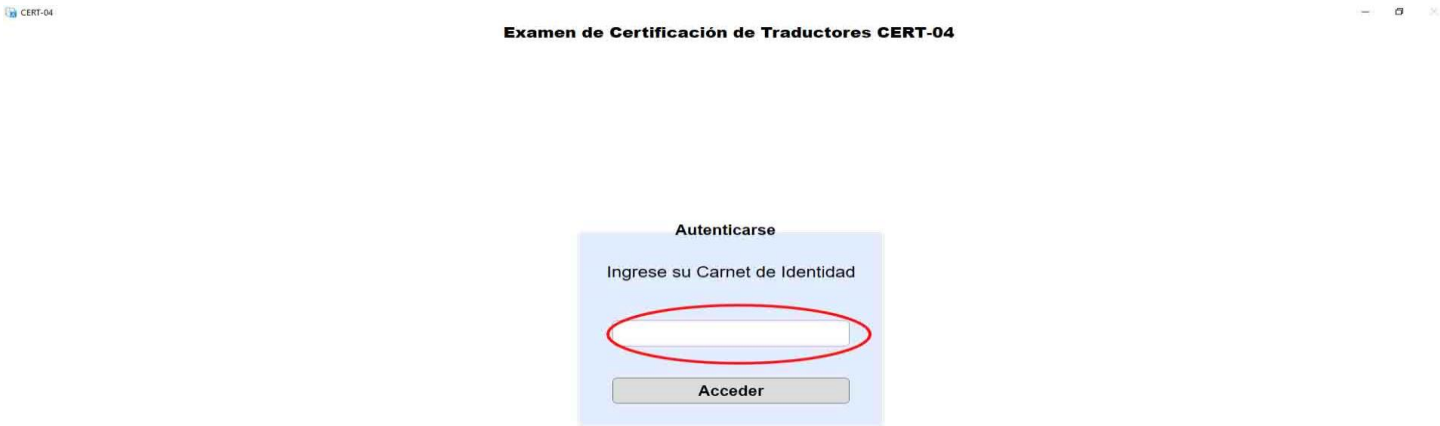 CERT-04
Examen de Certificación de Traductores CERT-04
Autenticarse
Ingrese su Carnet de Identidad
Acceder